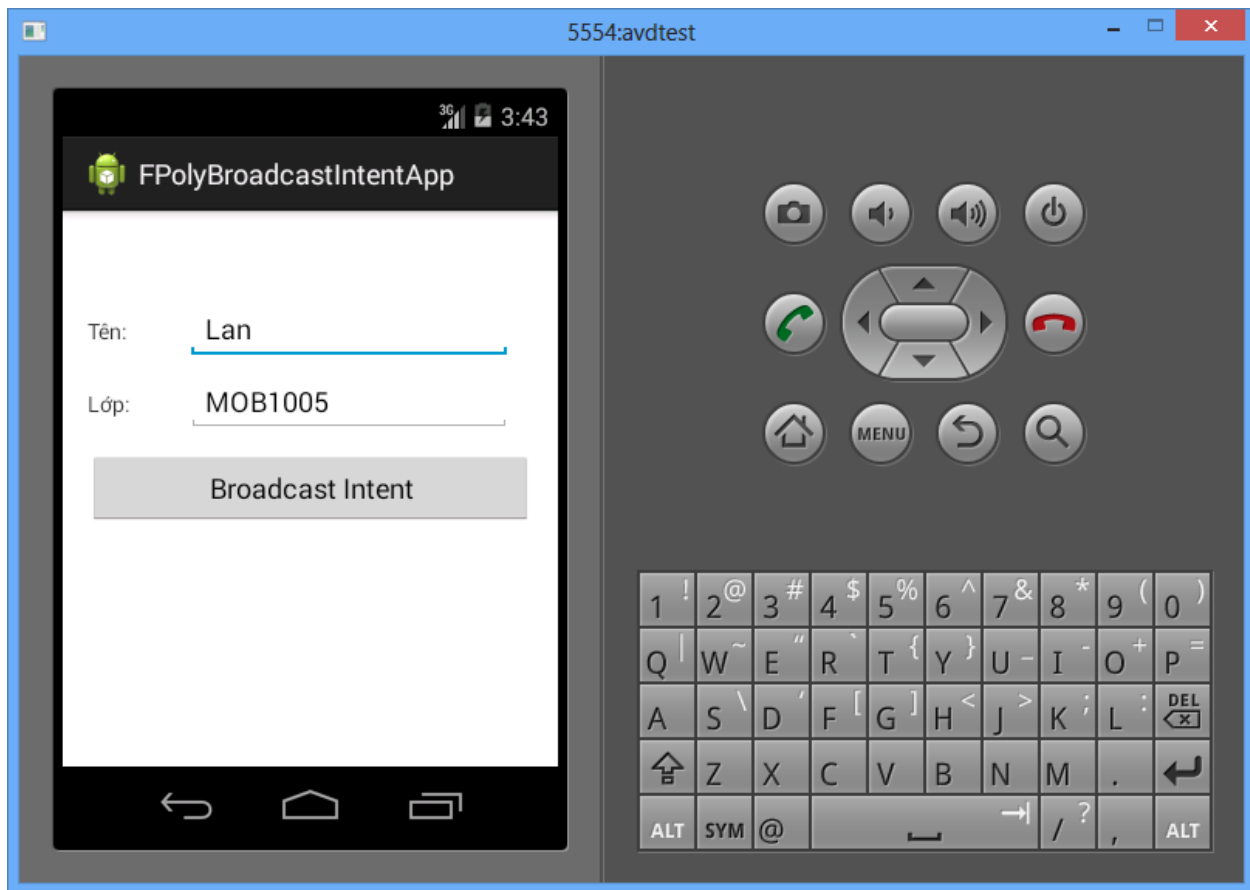 5554:avdtest
3G 3:43
FPolyBroadcastIntentApp
Tên: Lan
Lớp: MOB1005
Broadcast Intent
MENU
1 ! 2 @ 3 # 4 $ 5 % 6 ^ 7 & 8 * 9 ( 0 )
Q | W ~ E “ R ` T { Y } U _ I - O + P =
A S \ D ‘ F [ G ] H < J > K ; L : DEL
Z X C V B N M .
ALT SYM @ / ? , ALT